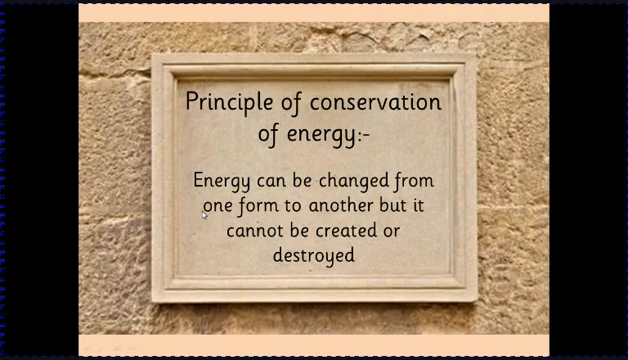 Principle of conservation
of energy:-
Energy can be changed from
one form to another but it
cannot be created or
destroyed